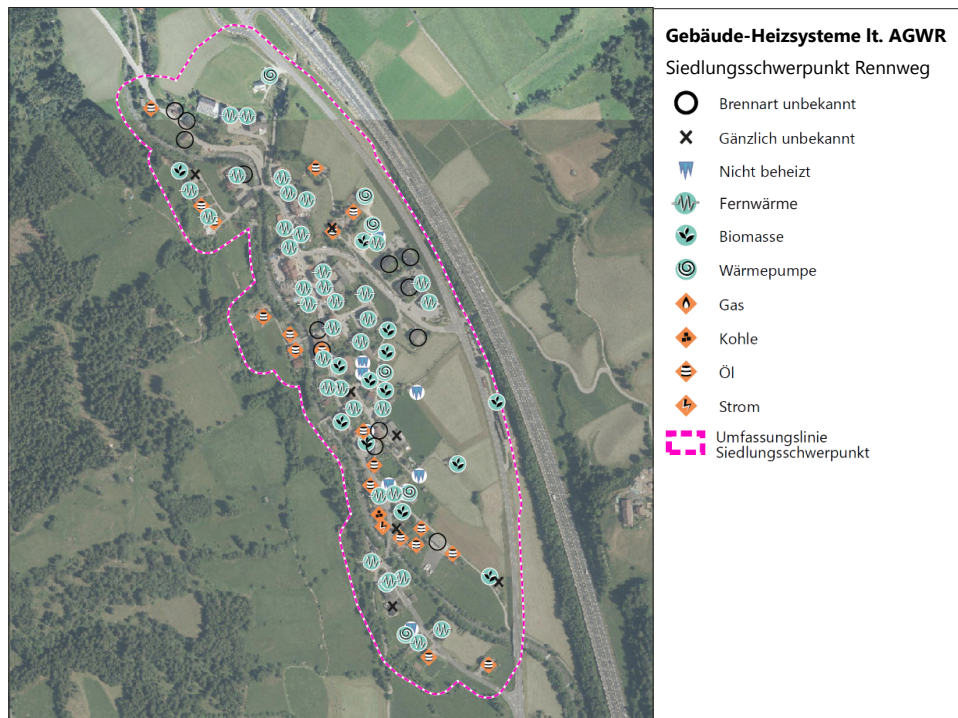 Gebäude-Heizsysteme lt. AGWR
Siedlungsschwerpunkt Rennweg
Brennart unbekannt
Gänzlich unbekannt
Nicht beheizt
Fernwärme
Biomasse
Wärmepumpe
Gas
Kohle
Öl
Strom
Umfassungslinie
Siedlungsschwerpunkt